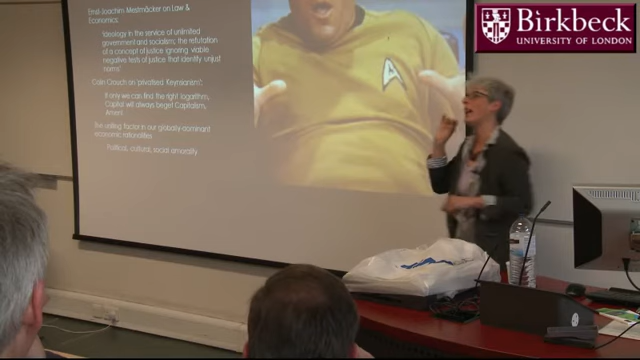 Ernst-Joachim Mestmäcker on Law &
Economics:
'Ideology in the service of unlimited
government and socialism; the refutation
of a concept of justice ignoring viable
negative tests of justice that identify unjust
norms'
Colin Crouch on 'privatised Keynsianism':
If only we can find the right logarithm,
Capital will always beget Capitalism,
Amen!
The uniting factor in our globally-dominant
economic rationalities
Political, cultural, social amorality
Birkbeck
UNIVERSITY OF LONDON